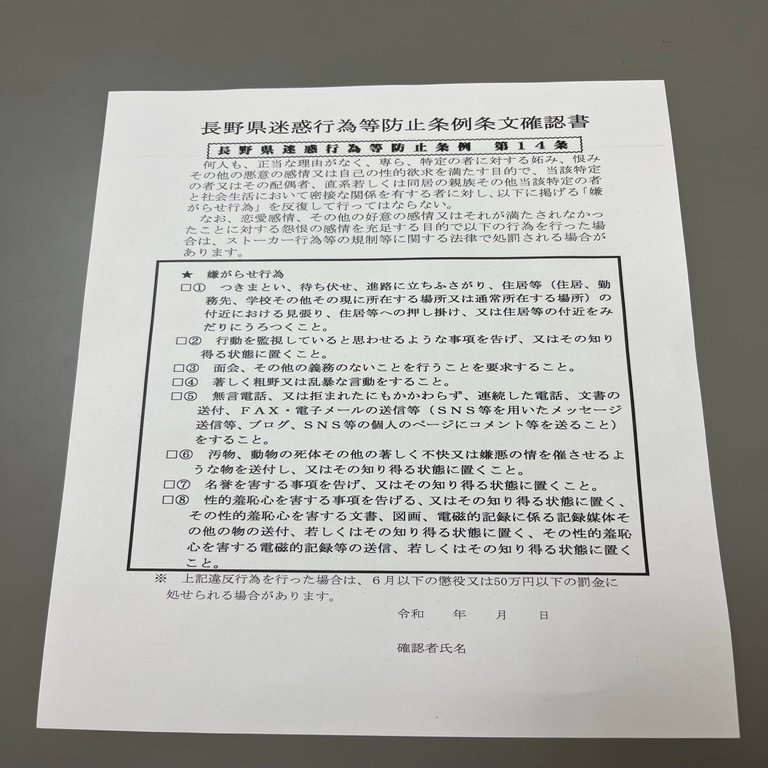 長野県迷惑行為等防止条例条文確認書
長野県迷惑行為等防止条例 第14条
何人も、正当な理由がなく、専ら、特定の者に対する妬み、恨み
その他の悪意の感情又は自己の性的欲求を満たす目的で、当該特定
の者又はその配偶者、直系若しくは同居の親族その他当該特定の者
と社会生活において密接な関係を有する者に対し、以下に掲げる「嫌
がらせ行為」を反復して行ってはならない。
なお、恋愛感情、その他の好意の感情又はそれが満たされなかっ
たことに対する怨恨の感情を充足する目的で以下の行為を行った場
合は、ストーカー行為等の規制等に関する法律で処罰される場合が
あります。
★ 嫌がらせ行為
□① つきまとい、待ち伏せ、進路に立ちふさがり、住居等（住居、勤
務先、学校その他その現に所在する場所又は通常所在する場所）の
付近における見張り、住居等への押し掛け、又は住居等の付近をみ
だりにうろつくこと。
□② 行動を監視していると思わせるような事項を告げ、又はその知り
得る状態に置くこと。
□③ 面会、その他の義務のないことを行うことを要求すること。
□④ 著しく粗野又は乱暴な言動をすること。
□⑤ 無言電話、又は拒まれたにもかかわらず、連続した電話、文書の
送付、ＦＡＸ・電子メールの送信等（ＳＮＳ等を用いたメッセージ
送信等、ブログ、ＳＮＳ等の個人のページにコメント等を送ること）
をすること。
□⑥ 汚物、動物の死体その他の著しく不快又は嫌悪の情を催させるよ
うな物を送付し、又はその知り得る状態に置くこと。
□⑦ 名誉を害する事項を告げ、又はその知り得る状態に置くこと。
□⑧ 性的羞恥心を害する事項を告げる、又はその知り得る状態に置く、
その性的羞恥心を害する文書、図画、電磁的記録に係る記録媒体そ
の他の物の送付、若しくはその知り得る状態に置く、その性的羞恥
心を害する電磁的記録等の送信、若しくはその知り得る状態に置く
こと。
※ 上記違反行為を行った場合は、６月以下の懲役又は50万円以下の罰金に
処せられる場合があります。
令和 年 月 日
確認者氏名